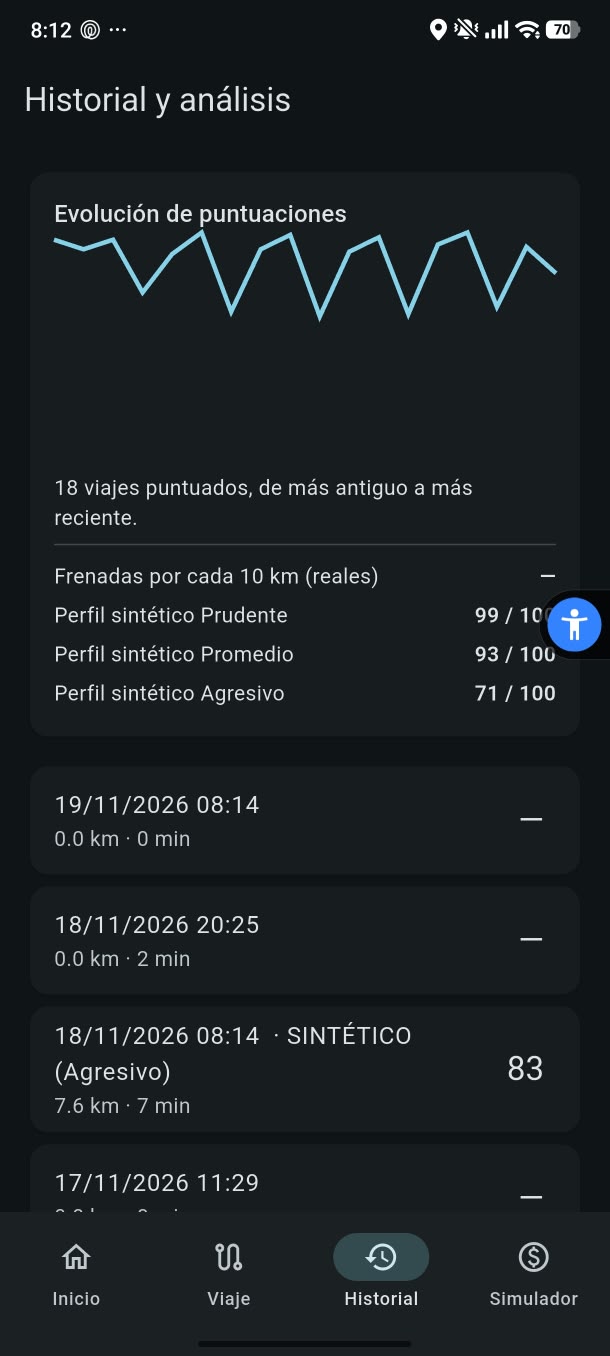 8:12
70
Historial y análisis
Evolución de puntuaciones
18 viajes puntuados, de más antiguo a más
reciente.
Frenadas por cada 10 km (reales) —
Perfil sintético Prudente 99 / 100
Perfil sintético Promedio 93 / 100
Perfil sintético Agresivo 71 / 100
19/11/2026 08:14
—
0.0 km · 0 min
18/11/2026 20:25
—
0.0 km · 2 min
18/11/2026 08:14 · SINTÉTICO
(Agresivo)
83
7.6 km · 7 min
17/11/2026 11:29
—
Inicio Viaje Historial Simulador